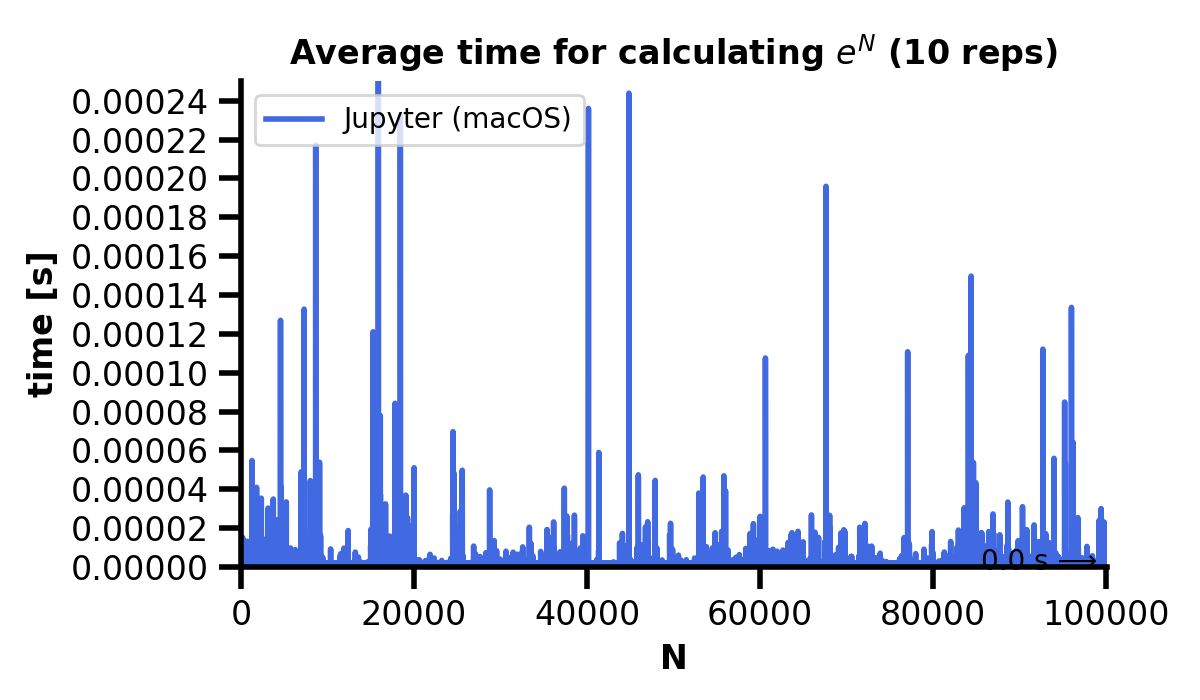 Average time for calculating e^N (10 reps)
Jupyter (macOS)
time [s]
0.00024
0.00022
0.00020
0.00018
0.00016
0.00014
0.00012
0.00010
0.00008
0.00006
0.00004
0.00002
0.00000
0.0 s →
0 20000 40000 60000 80000 100000
N